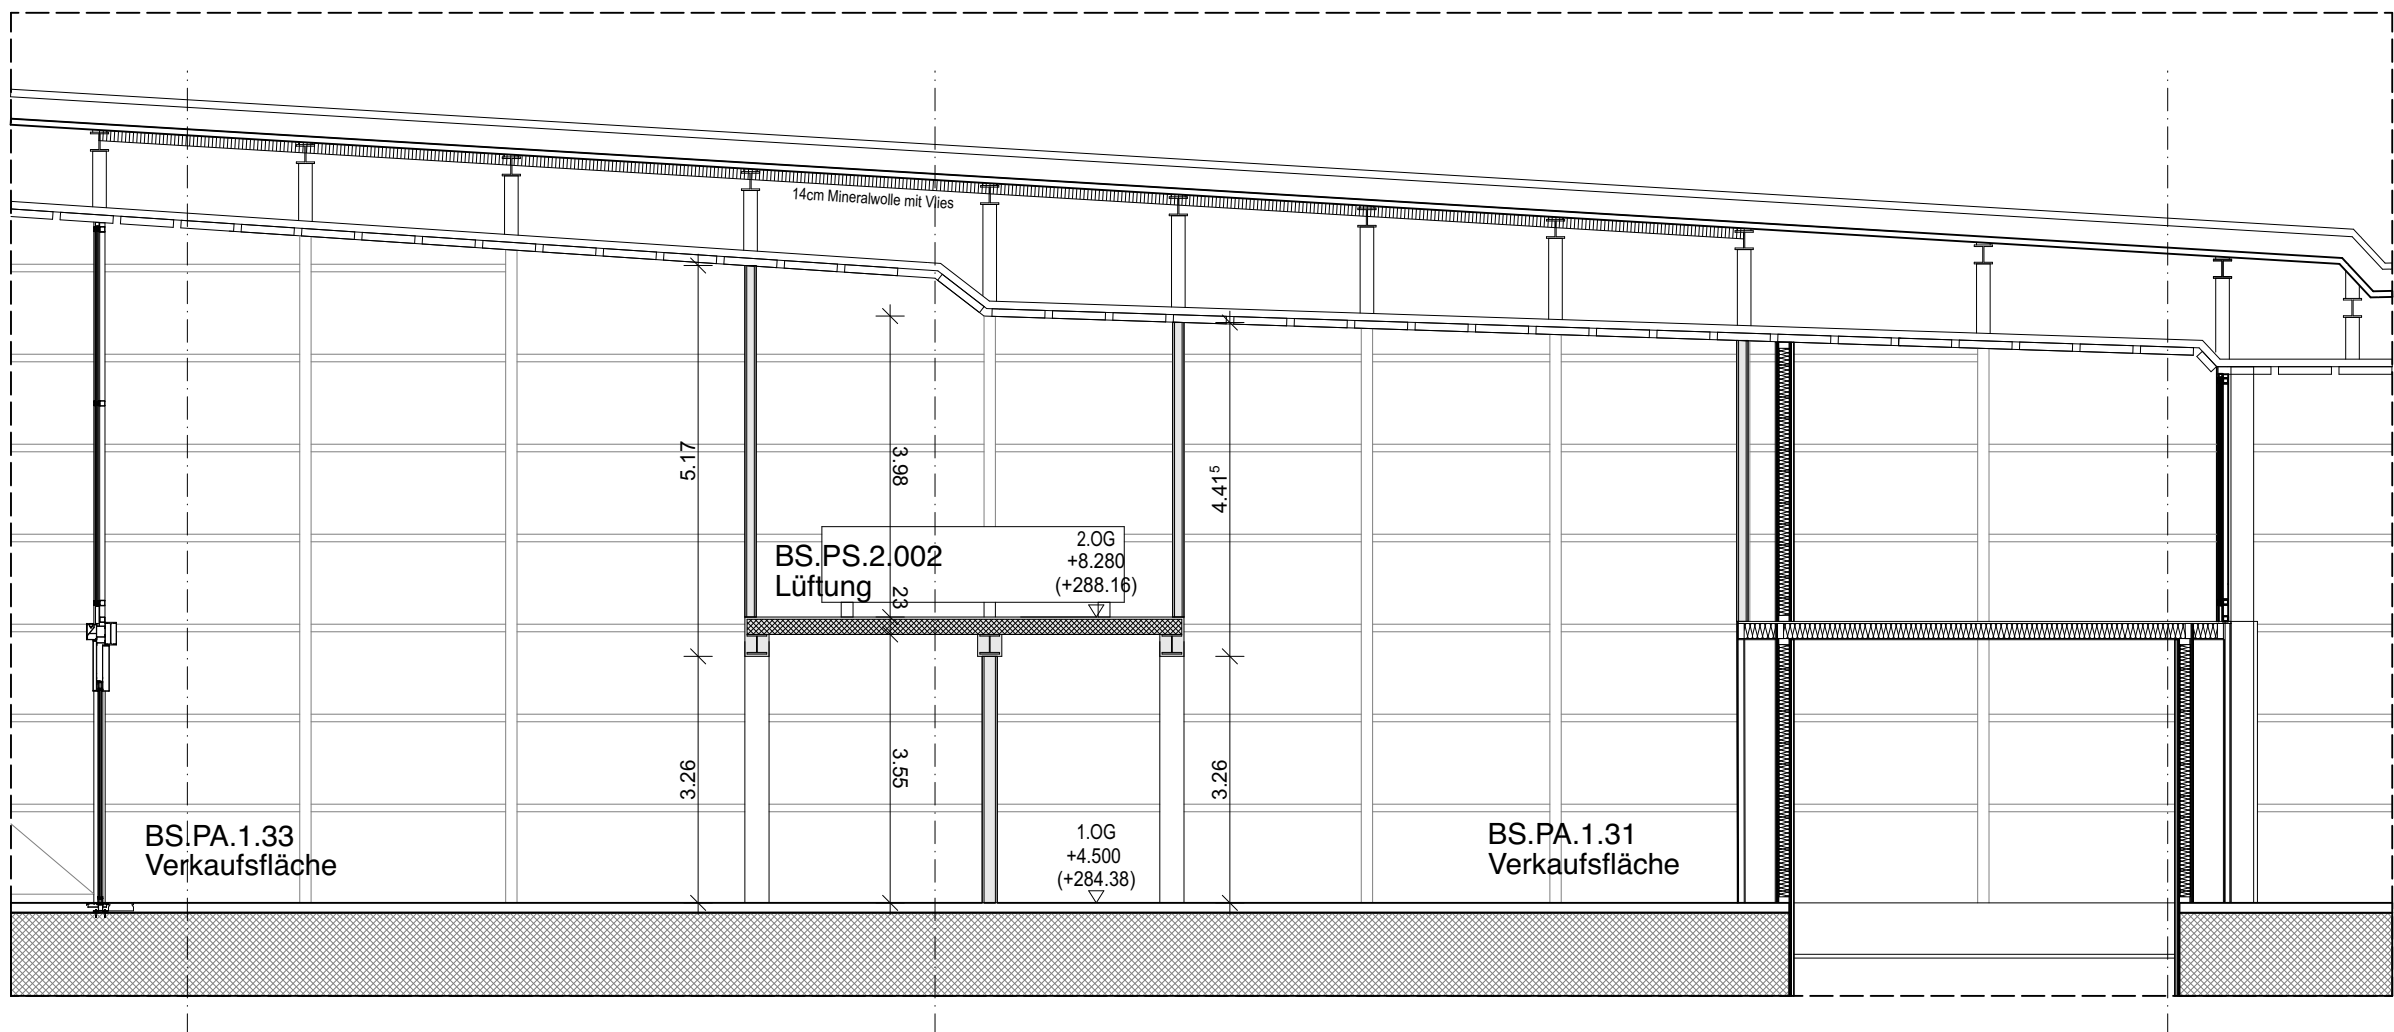 14cm Mineralwolle mit Vlies
5.17
3.98
4.41⁵
BS.PS.2.002
Lüftung
2.OG
+8.280
(+288.16)
23
3.26
3.55
3.26
BS.PA.1.33
Verkaufsfläche
1.OG
+4.500
(+284.38)
BS.PA.1.31
Verkaufsfläche